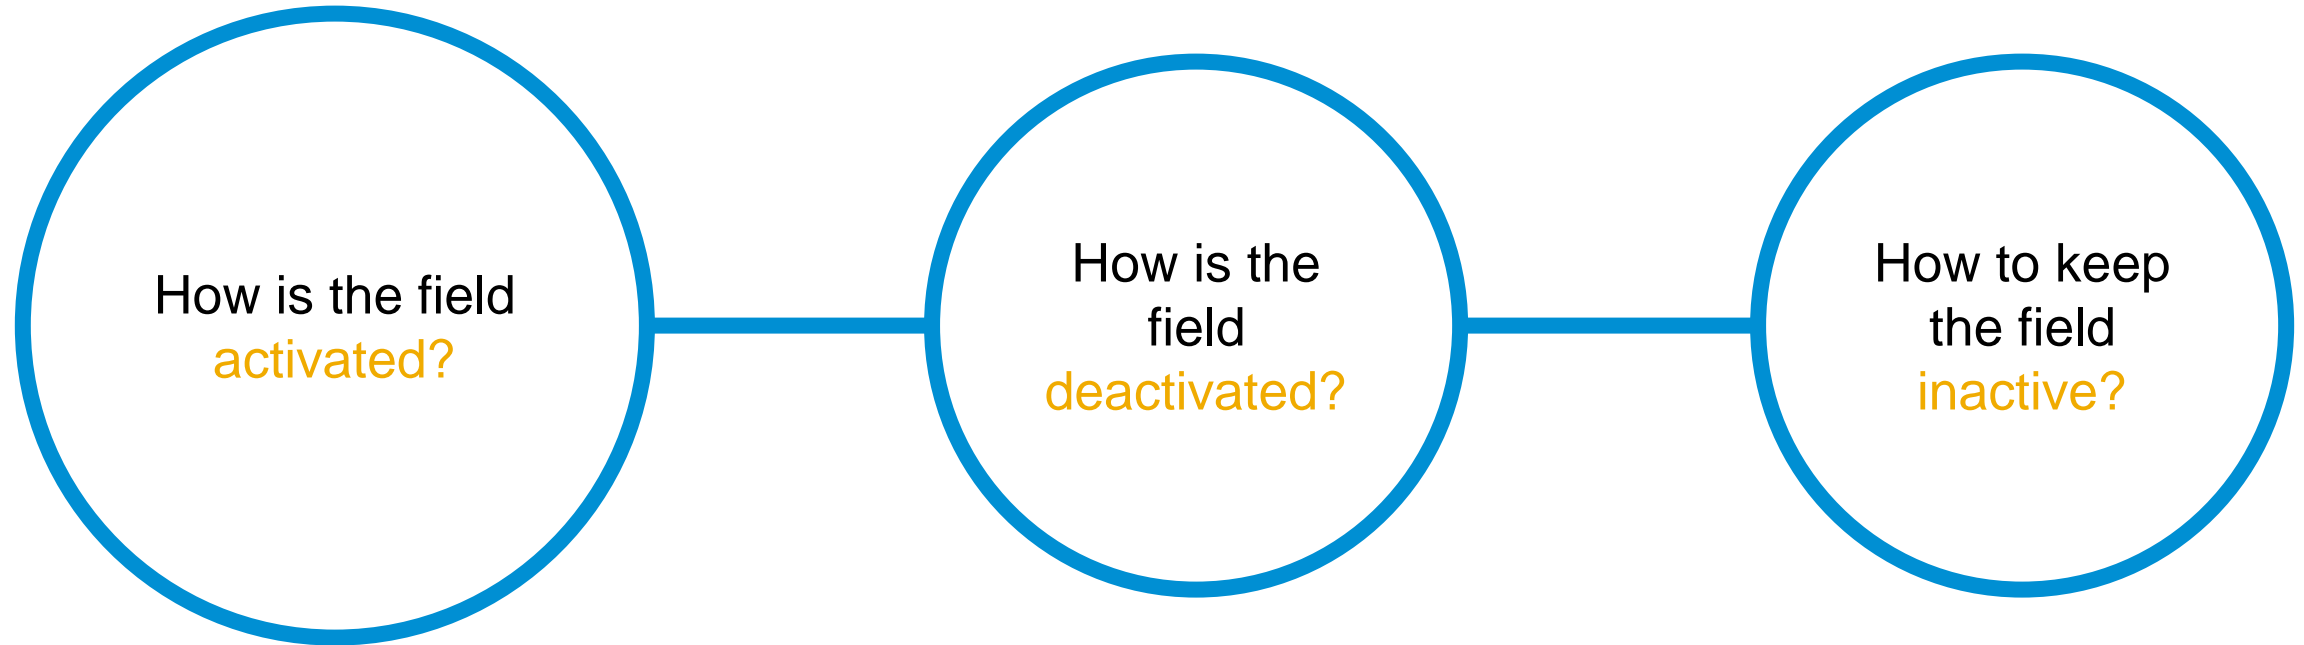 How is the field
activated?
How is the
field
deactivated?
How to keep
the field
inactive?